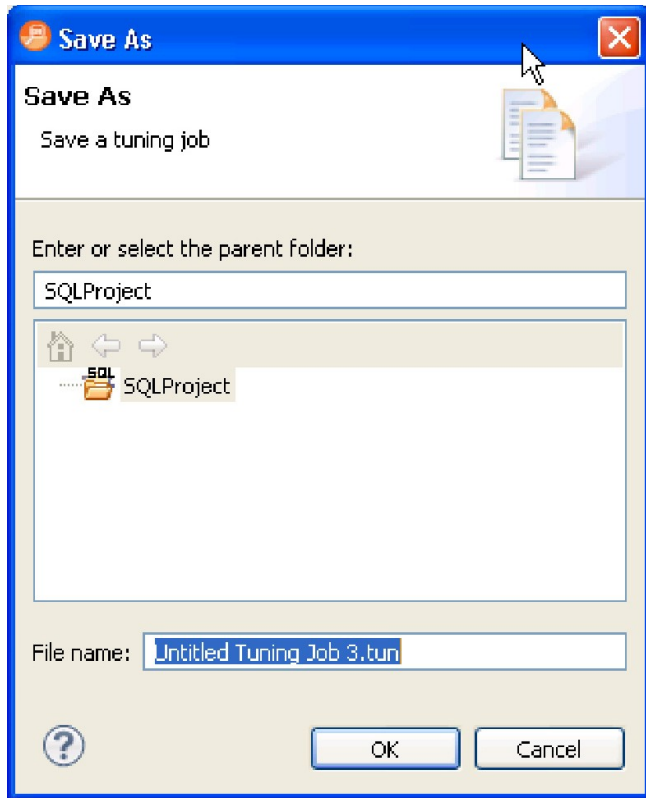 Save As
Save As
Save a tuning job
Enter or select the parent folder:
SQLProject
SQL
SQLProject
File name: Untitled Tuning Job 3.tun
?
OK Cancel